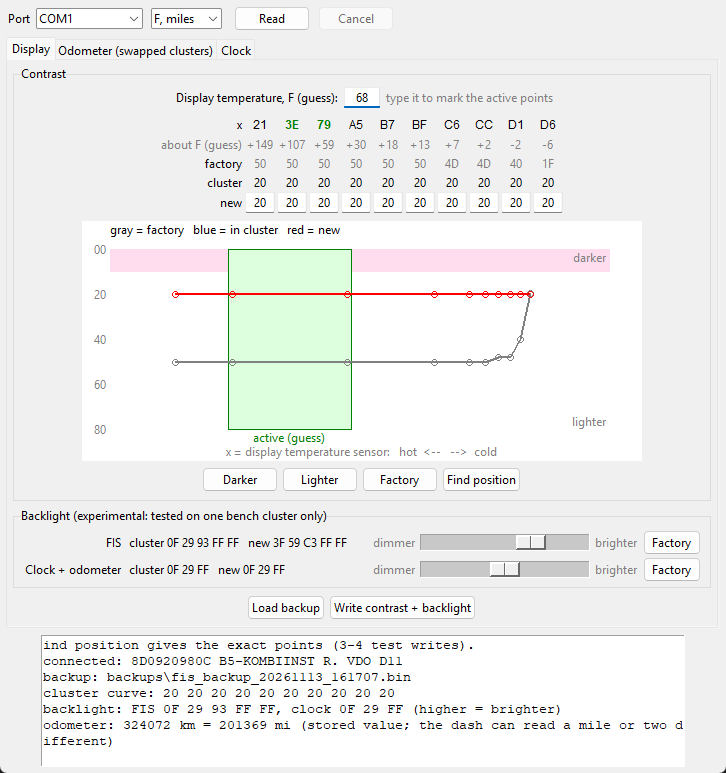 Port COM1 F, miles Read Cancel
Display Odometer (swapped clusters) Clock
Contrast
Display temperature, F (guess): 68 type it to mark the active points
x 21 3E 79 A5 B7 BF C6 CC D1 D6
about F (guess) +149 +107 +59 +30 +18 +13 +7 +2 -2 -6
factory 50 50 50 50 50 50 4D 4D 40 1F
cluster 20 20 20 20 20 20 20 20 20 20
new 20 20 20 20 20 20 20 20 20 20
gray = factory blue = in cluster red = new
00 darker
20
40
60
80 lighter
active (guess)
x = display temperature sensor: hot <-- --> cold
Darker Lighter Factory Find position
Backlight (experimental: tested on one bench cluster only)
FIS cluster 0F 29 93 FF FF new 3F 59 C3 FF FF dimmer brighter Factory
Clock + odometer cluster 0F 29 FF new 0F 29 FF dimmer brighter Factory
Load backup Write contrast + backlight
ind position gives the exact points (3-4 test writes).
connected: 8D0920980C B5-KOMBIINST R. VDO D11
backup: backups\fis_backup_20261113_161707.bin
cluster curve: 20 20 20 20 20 20 20 20 20 20
backlight: FIS 0F 29 93 FF FF, clock 0F 29 FF (higher = brighter)
odometer: 324072 km = 201369 mi (stored value; the dash can read a mile or two d
ifferent)